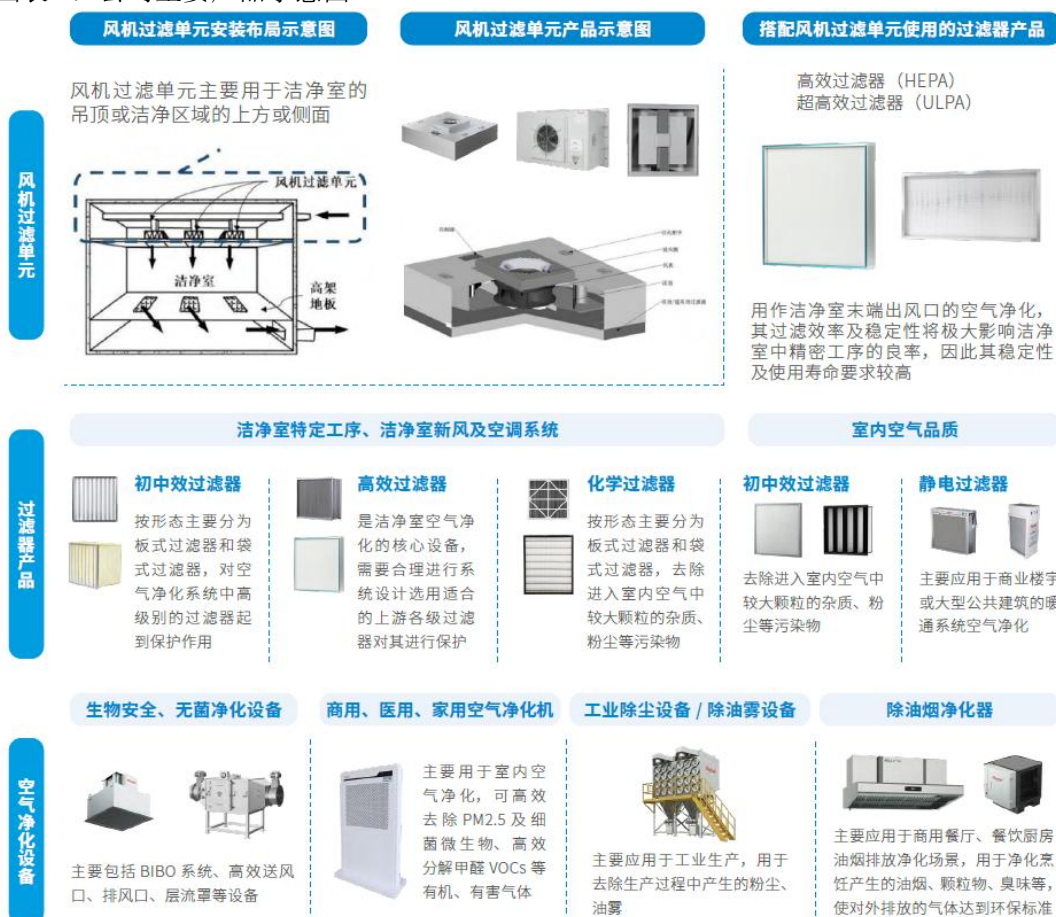 风机过滤单元安装布局示意图
风机过滤单元产品示意图
搭配风机过滤单元使用的过滤器产品
风机过滤单元
风机过滤单元主要用于洁净室的
吊顶或洁净区域的上方或侧面
风机过滤单元
洁净室
高架
地板
高效过滤器（HEPA）
超高效过滤器（ULPA）
用作洁净室末端出风口的空气净化，
其过滤效率及稳定性将极大影响洁净
室中精密工序的良率，因此其稳定性
及使用寿命要求较高
过滤器产品
洁净室特定工序、洁净室新风及空调系统
室内空气品质
初中效过滤器
按形态主要分为
板式过滤器和袋
式过滤器，对空
气净化系统中高
级别的过滤器起
到保护作用
高效过滤器
是洁净室空气净
化的核心设备，
需要合理进行系
统设计选用适合
的上游各级过滤
器对其进行保护
化学过滤器
按形态主要分为
板式过滤器和袋
式过滤器，去除
进入室内空气中
较大颗粒的杂质、
粉尘等污染物
初中效过滤器
去除进入室内空气中
较大颗粒的杂质、粉
尘等污染物
静电过滤器
主要应用于商业楼宇
或大型公共建筑的暖
通系统空气净化
空气净化设备
生物安全、无菌净化设备
主要包括 BIBO 系统、高效送风
口、排风口、层流罩等设备
商用、医用、家用空气净化机
主要用于室内空
气净化，可高效
去除 PM2.5 及细
菌微生物、高效
分解甲醛 VOCs 等
有机、有害气体
工业除尘设备 / 除油雾设备
主要应用于工业生产，用于
去除生产过程中产生的粉尘、
油雾
除油烟净化器
主要应用于商用餐厅、餐饮厨房
油烟排放净化场景，用于净化烹
饪产生的油烟、颗粒物、臭味等，
使对外排放的气体达到环保标准